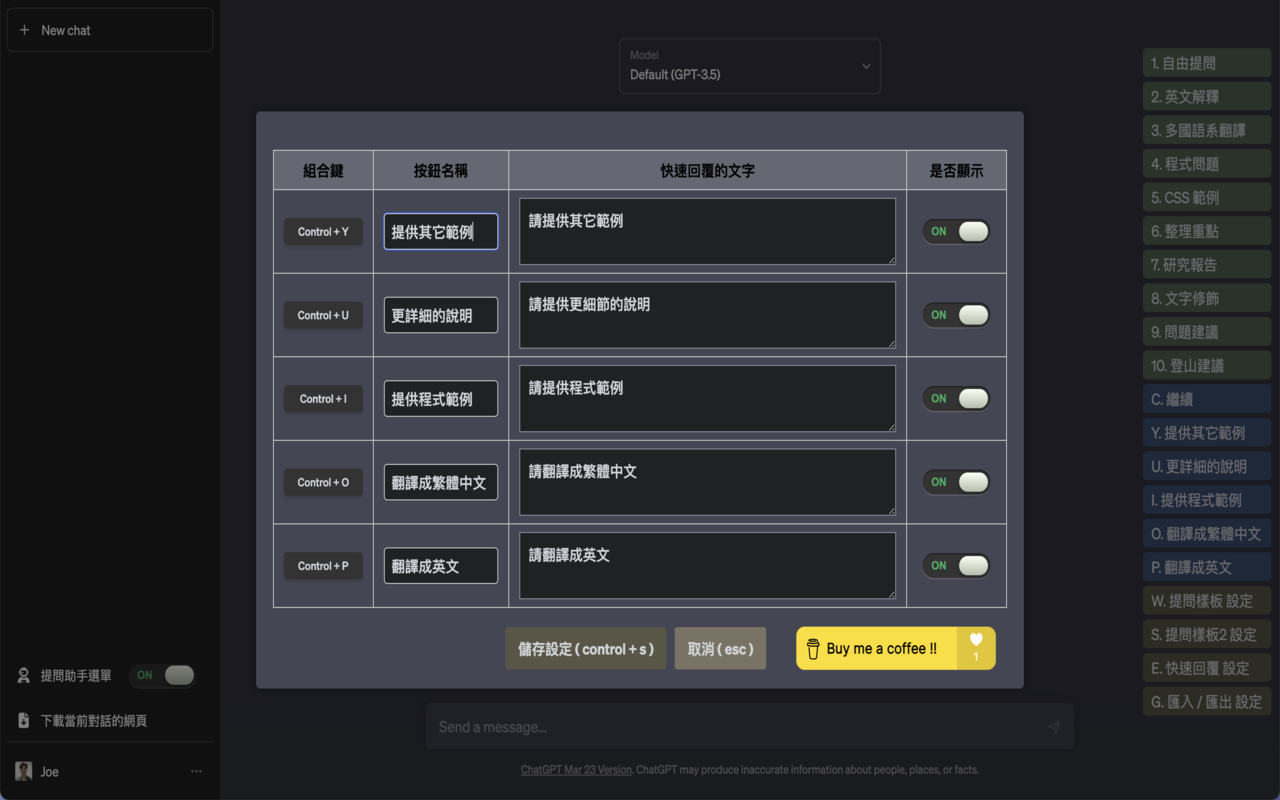 New chat
Model
Default (GPT-3.5)
組合鍵 按鈕名稱 快速回覆的文字 是否顯示
Control + Y 提供其它範例 請提供其它範例 ON
Control + U 更詳細的說明 請提供更細節的說明 ON
Control + I 提供程式範例 請提供程式範例 ON
Control + O 翻譯成繁體中文 請翻譯成繁體中文 ON
Control + P 翻譯成英文 請翻譯成英文 ON
儲存設定 ( control + s ) 取消 ( esc ) Buy me a coffee !! 1
Send a message...
ChatGPT Mar 23 Version. ChatGPT may produce inaccurate information about people, places, or facts.
提問助手選單 ON
下載當前對話的網頁
Joe
1. 自由提問
2. 英文解釋
3. 多國語系翻譯
4. 程式問題
5. CSS 範例
6. 整理重點
7. 研究報告
8. 文字修飾
9. 問題建議
10. 登山建議
C. 繼續
Y. 提供其它範例
U. 更詳細的說明
I. 提供程式範例
O. 翻譯成繁體中文
P. 翻譯成英文
W. 提問樣板 設定
S. 提問樣板2 設定
E. 快速回覆 設定
G. 匯入 / 匯出 設定